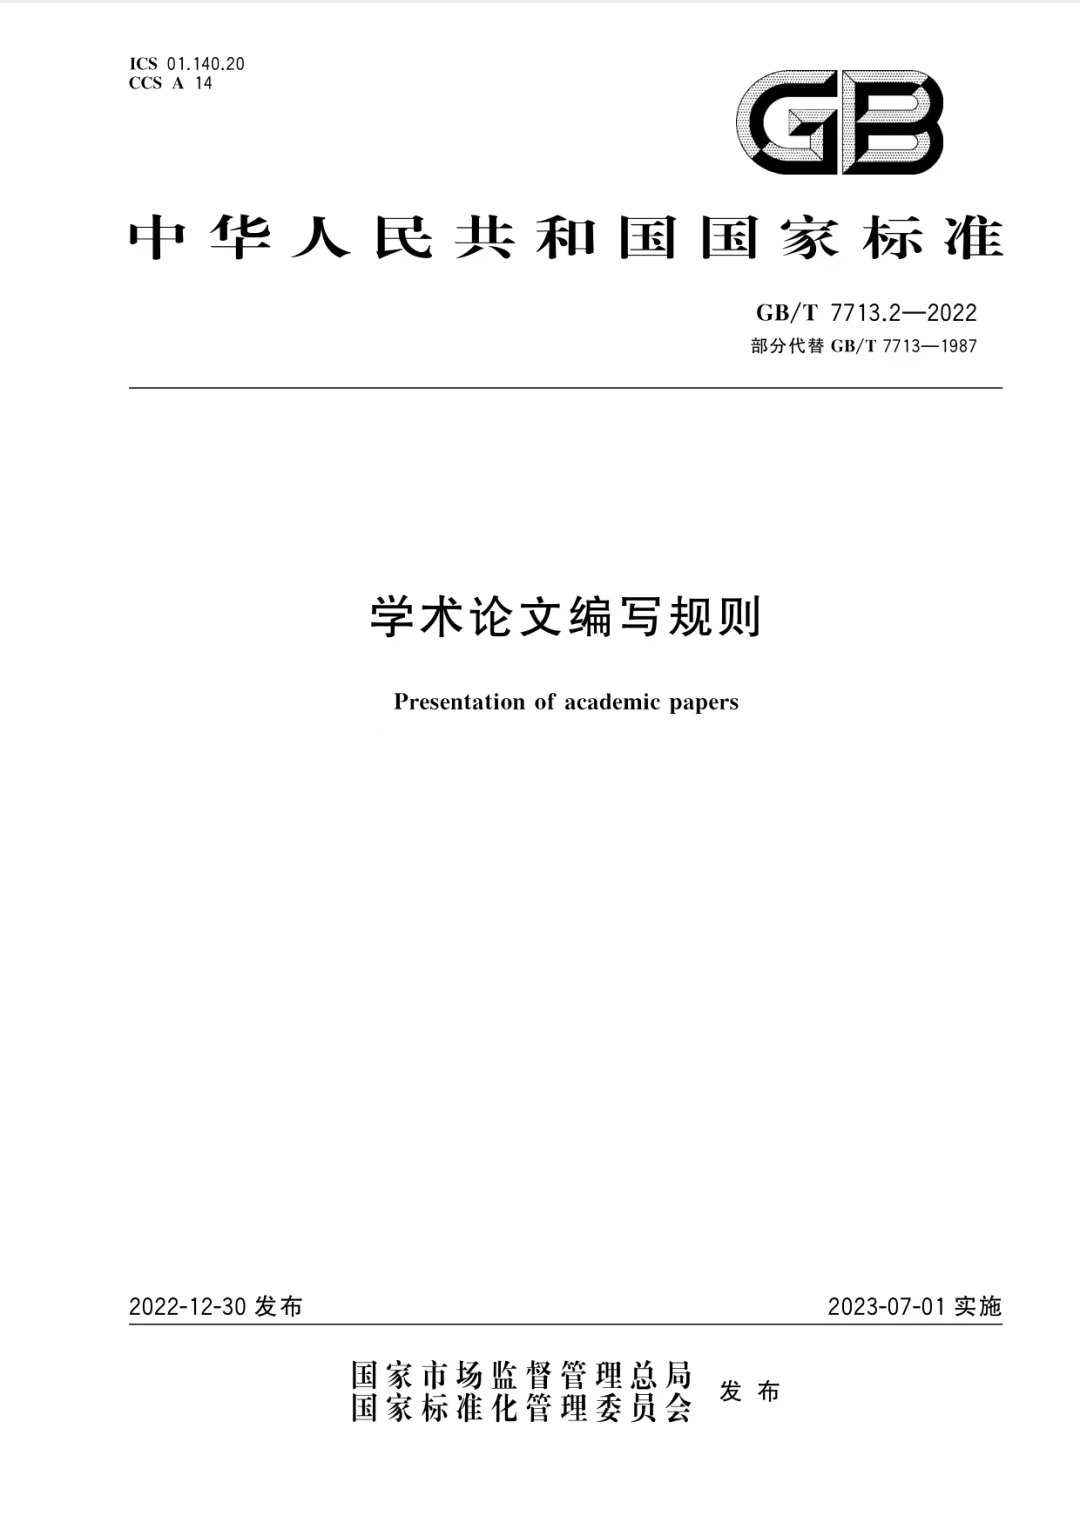 ICS 01.140.20
CCS A 14
GB
中华人民共和国国家标准
GB/T 7713.2—2022
部分代替 GB/T 7713—1987
学术论文编写规则
Presentation of academic papers
2022-12-30 发布
2023-07-01 实施
国家市场监督管理总局
国家标准化管理委员会
发布